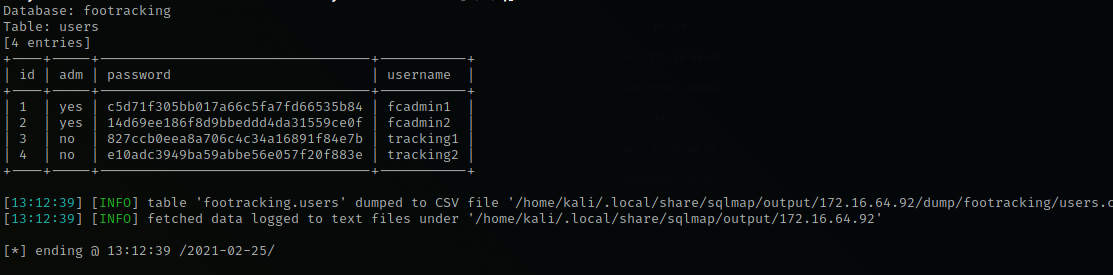 Database: footracking
Table: users
[4 entries]
+----+-----+----------------------------------+-----------+
| id | adm | password                         | username  |
+----+-----+----------------------------------+-----------+
| 1  | yes | c5d71f305bb017a66c5fa7fd66535b84 | fcadmin1  |
| 2  | yes | 14d69ee186f8d9bbeddd4da31559ce0f | fcadmin2  |
| 3  | no  | 827ccb0eea8a706c4c34a16891f84e7b | tracking1 |
| 4  | no  | e10adc3949ba59abbe56e057f20f883e | tracking2 |
+----+-----+----------------------------------+-----------+
[13:12:39] [INFO] table 'footracking.users' dumped to CSV file '/home/kali/.local/share/sqlmap/output/172.16.64.92/dump/footracking/users.c
[13:12:39] [INFO] fetched data logged to text files under '/home/kali/.local/share/sqlmap/output/172.16.64.92'
[*] ending @ 13:12:39 /2021-02-25/